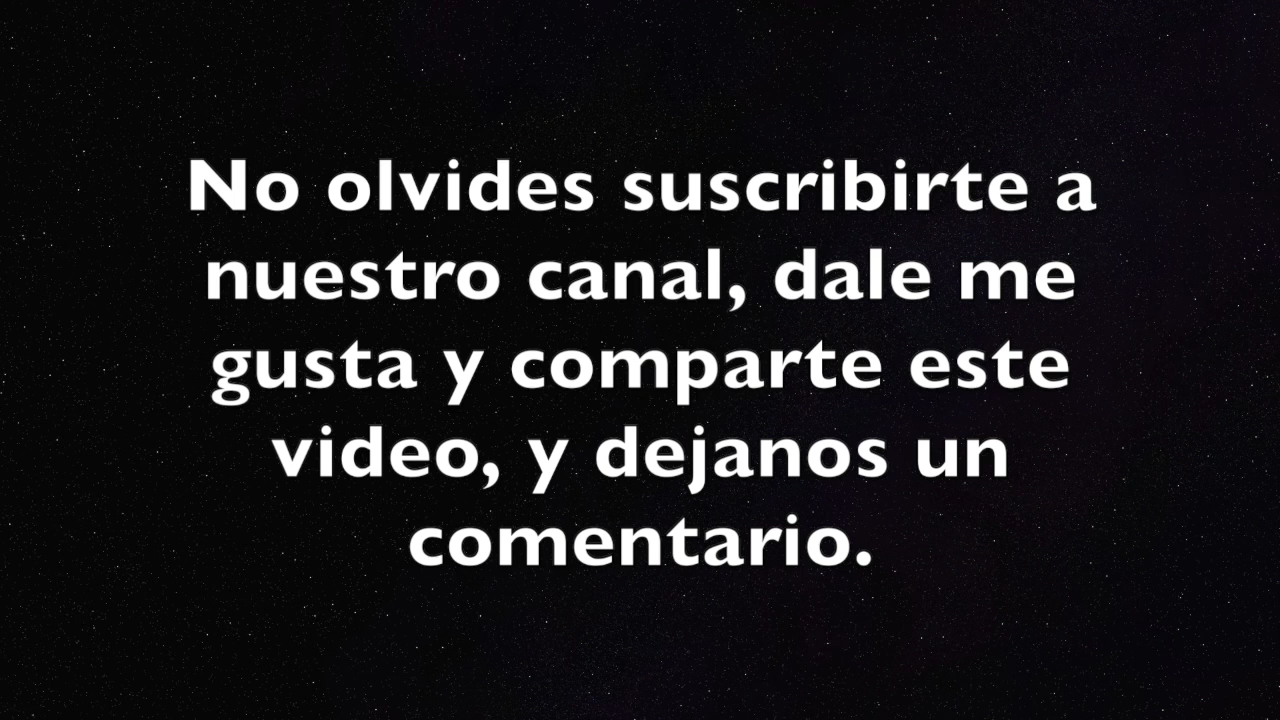 No olvides suscribirte a
nuestro canal, dale me
gusta y comparte este
video, y dejanos un
comentario.